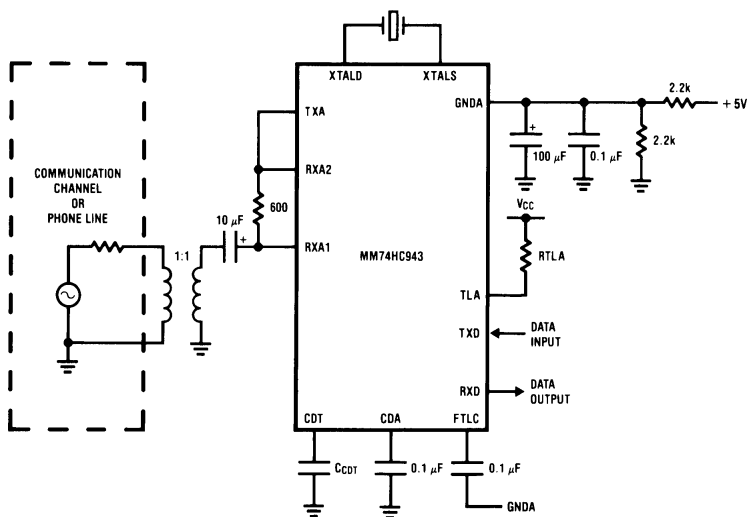 XTALD
XTALS
TXA
GNDA
2.2k
+5V
100 μF
0.1 μF
2.2k
RXA2
COMMUNICATION
CHANNEL
OR
PHONE LINE
600
10 μF
+
+
1:1
RXA1
MM74HC943
VCC
RTLA
TLA
TXD
DATA
INPUT
RXD
DATA
OUTPUT
CDT
CDA
FTLC
CCDT
0.1 μF
0.1 μF
GNDA